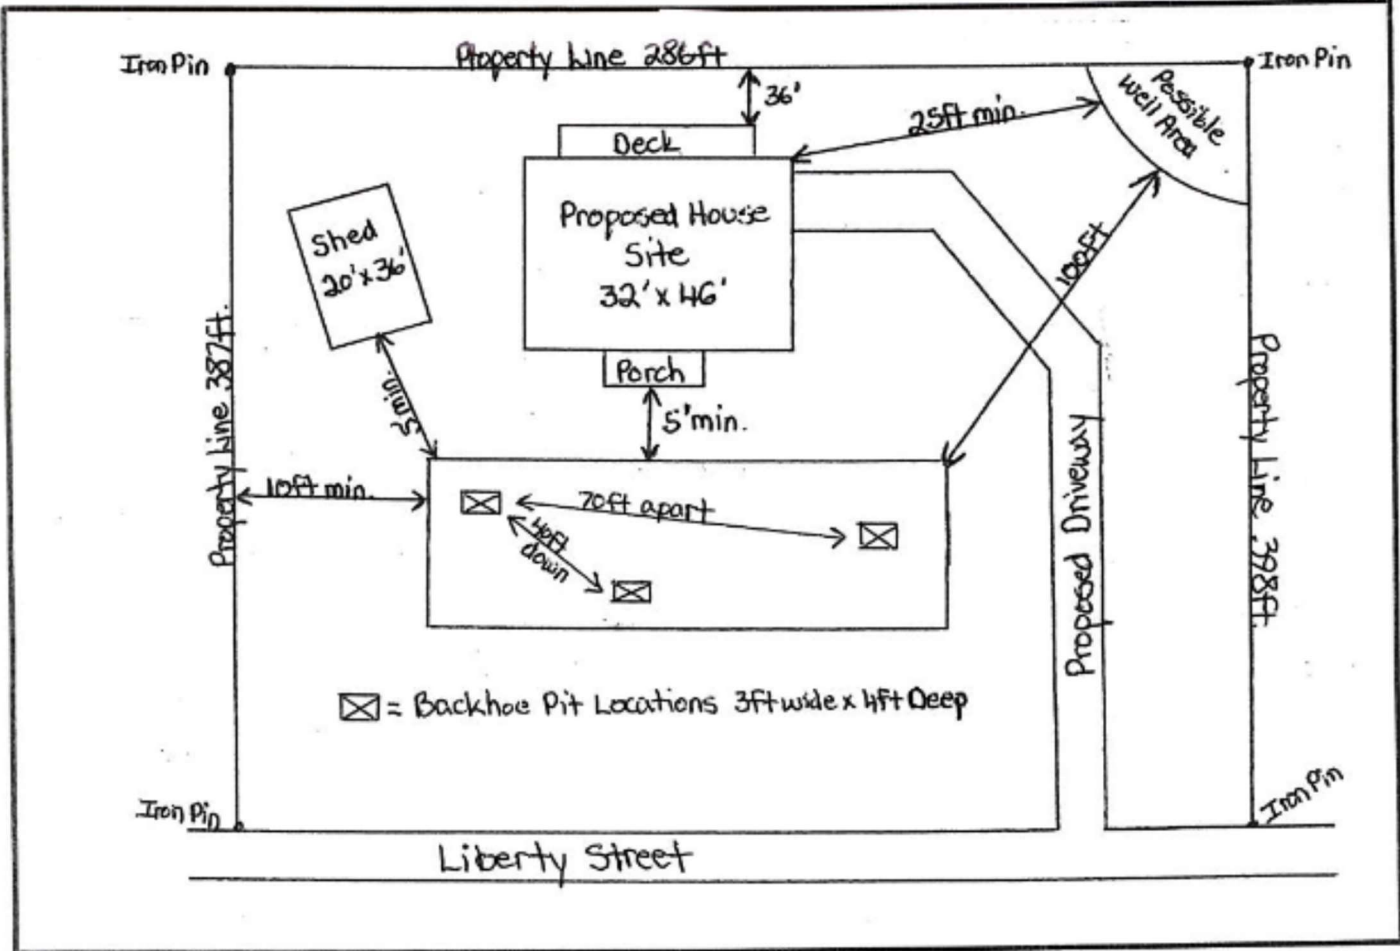 Property Line 286ft
Iron Pin
Iron Pin
36'
25ft min.
Possible
Well Area
Deck
Proposed House
Site
32' x 46'
Shed
20' x 36'
100ft
Porch
Property Line 387ft.
Property Line 398ft.
5 min.
5' min.
10ft min.
70ft apart
40ft
down
Proposed Driveway
= Backhoe Pit Locations 3ft wide x 4ft Deep
Iron Pin
Iron Pin
Liberty Street